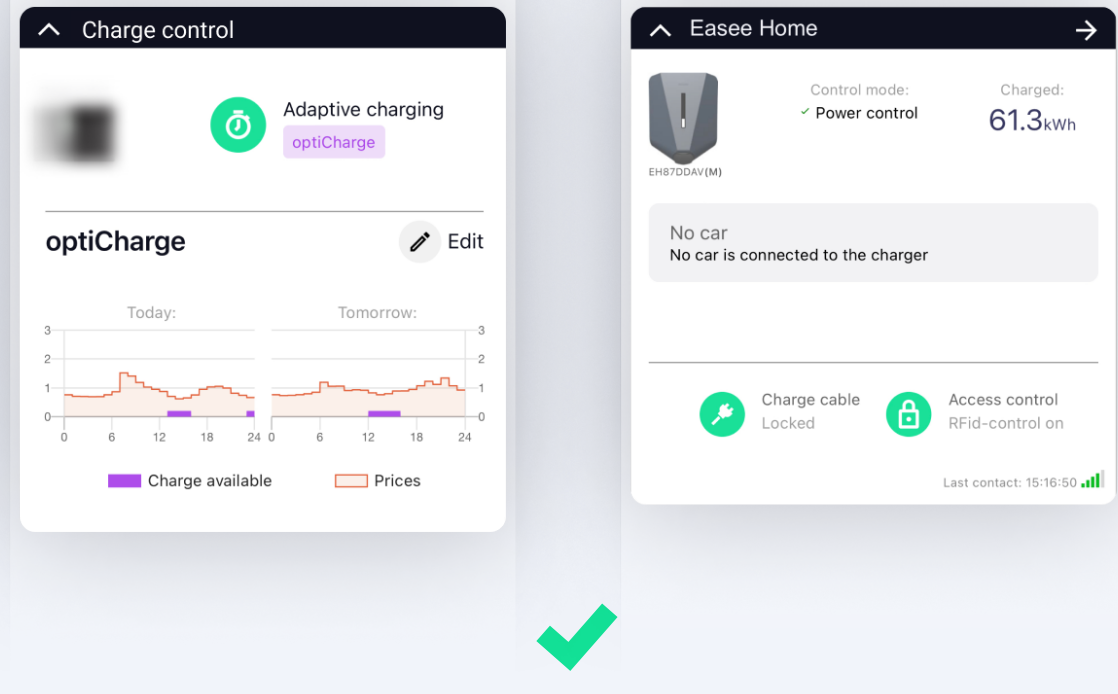 Charge control
Adaptive charging
optiCharge
optiCharge
Edit
Today:
Tomorrow:
3
2
1
0
3
2
1
0
0 6 12 18 24
0 6 12 18 24
Charge available
Prices
Easee Home
Control mode:
Power control
Charged:
61.3kWh
EH87DDAV(M)
No car
No car is connected to the charger
Charge cable
Locked
Access control
RFid-control on
Last contact: 15:16:50